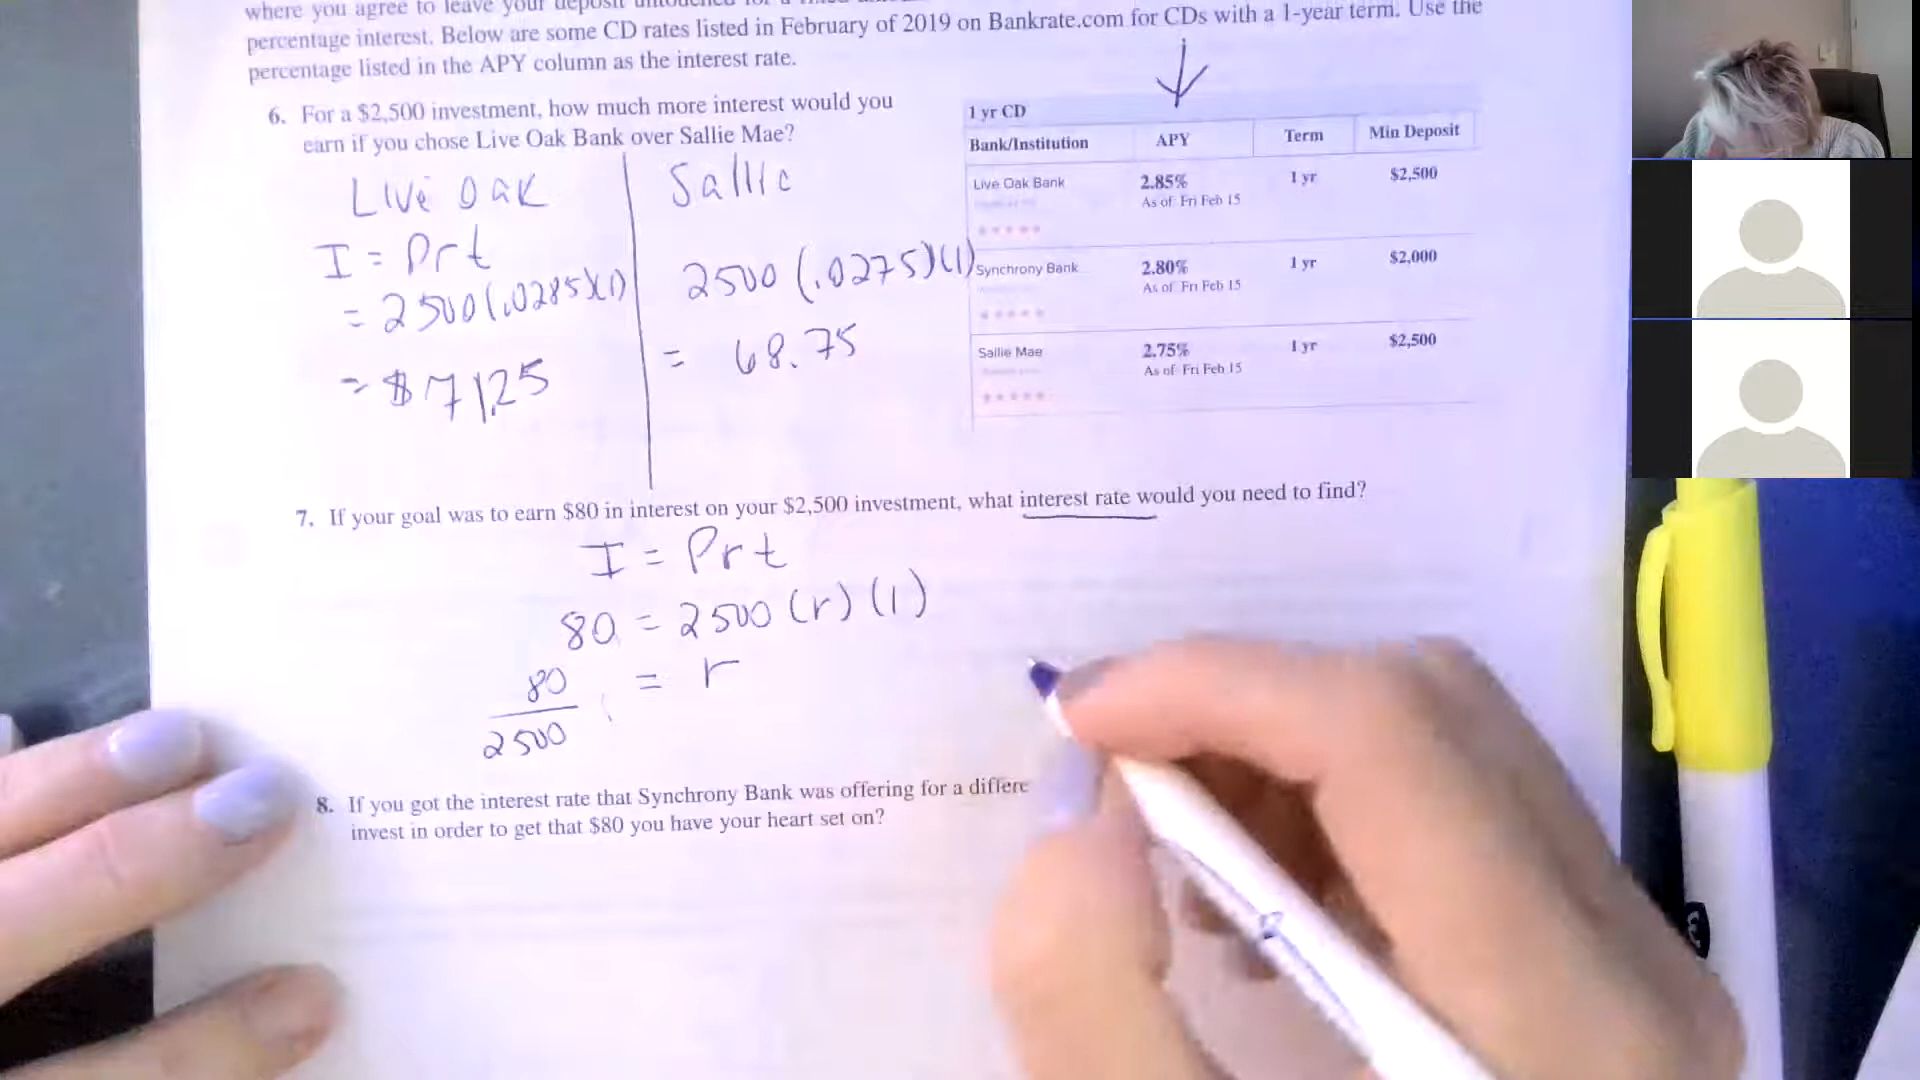 where you agree to leave your deposit untouched for a
percentage interest. Below are some CD rates listed in February of 2019 on Bankrate.com for CDs with a 1-year term. Use the
percentage listed in the APY column as the interest rate.
6. For a $2,500 investment, how much more interest would you
earn if you chose Live Oak Bank over Sallie Mae?
Live Oak
I = Prt
= 2500(.0285)(1)
= $71.25
Sallie
2500 (.0275)(1)
= 68.75
1 yr CD
Bank/Institution APY Term Min Deposit
Live Oak Bank 2.85% 1 yr $2,500
As of Fri Feb 15
Synchrony Bank 2.80% 1 yr $2,000
As of Fri Feb 15
Sallie Mae 2.75% 1 yr $2,500
As of Fri Feb 15
7. If your goal was to earn $80 in interest on your $2,500 investment, what interest rate would you need to find?
I = Prt
80 = 2500 (r) (1)
80 = r
2500
8. If you got the interest rate that Synchrony Bank was offering for a differe
invest in order to get that $80 you have your heart set on?